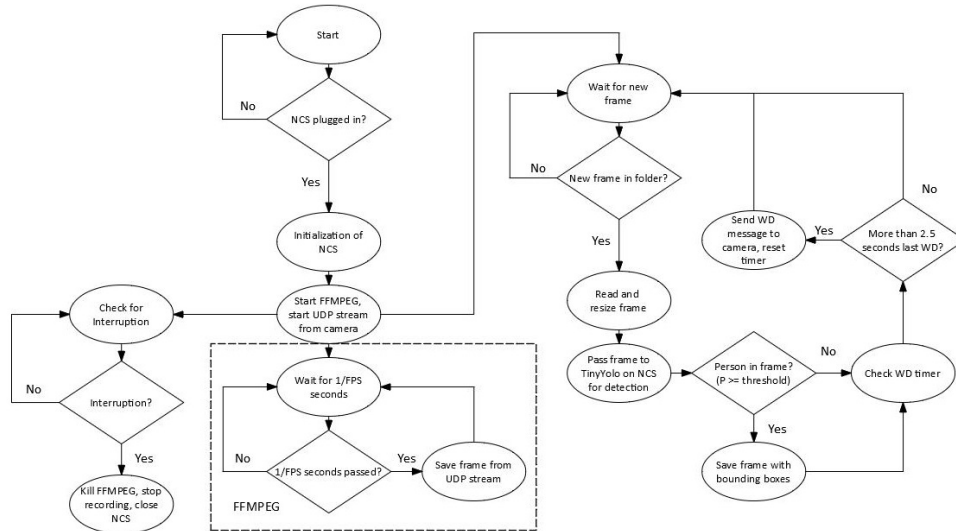 Start
NCS plugged in?
No
Yes
Initialization of
NCS
Start FFMPEG,
start UDP stream
from camera
Check for
Interruption
No
Interruption?
Yes
Kill FFMPEG, stop
recording, close
NCS
Wait for 1/FPS
seconds
No
1/FPS seconds passed?
Yes
Save frame from
UDP stream
FFMPEG
Wait for new
frame
No
New frame in folder?
Yes
Read and
resize frame
Pass frame to
TinyYolo on NCS
for detection
Person in frame?
(P >= threshold)
No
Yes
Save frame with
bounding boxes
Check WD timer
More than 2.5
seconds last WD?
No
Yes
Send WD
message to
camera, reset
timer